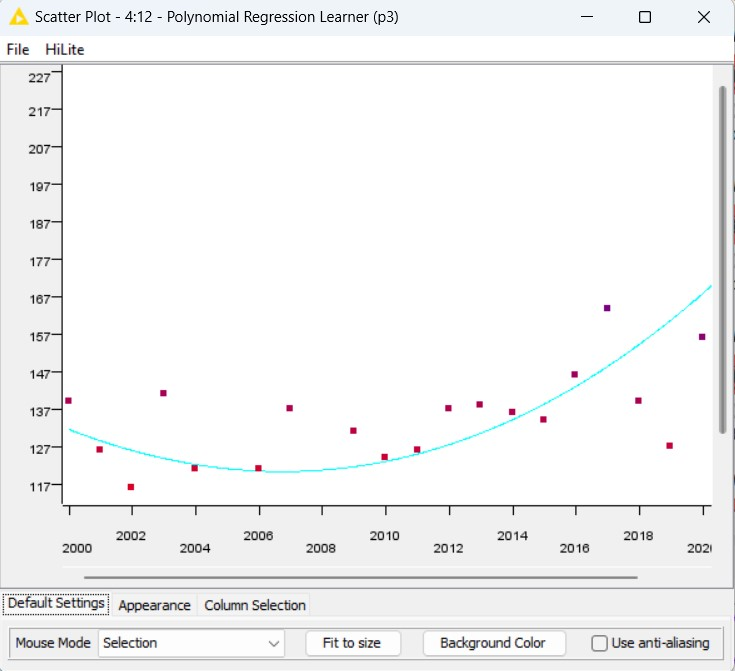 Scatter Plot - 4:12 - Polynomial Regression Learner (p3)
File HiLite
227
217
207
197
187
177
167
157
147
137
127
117
2002 2006 2010 2014 2018
2000 2004 2008 2012 2016 202
Default Settings Appearance Column Selection
Mouse Mode Selection Fit to size Background Color Use anti-aliasing